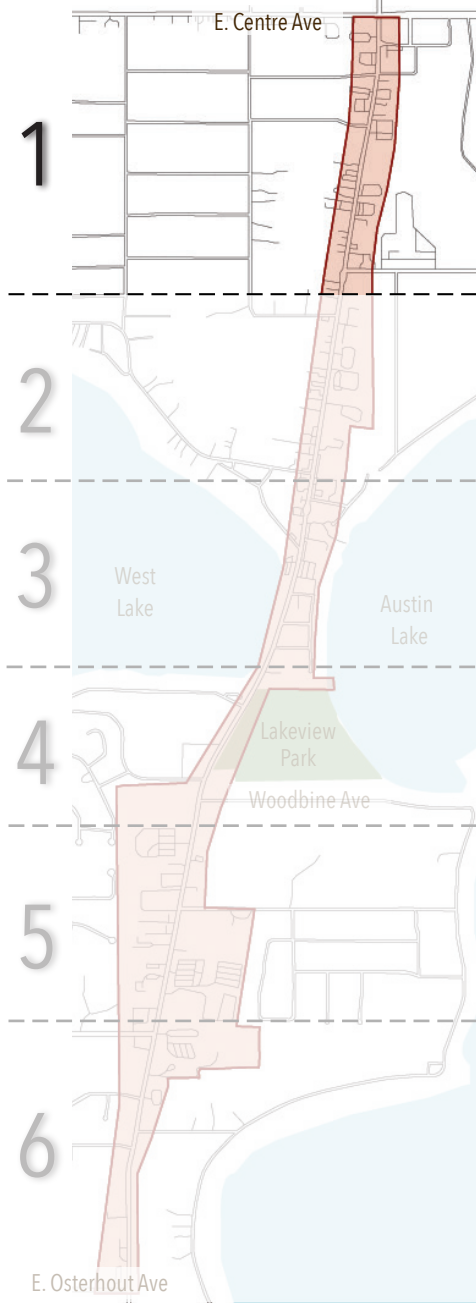 E. Centre Ave
1
2
3
West
Lake
Austin
Lake
4
Lakeview
Park
Woodbine Ave
5
6
E. Osterhout Ave